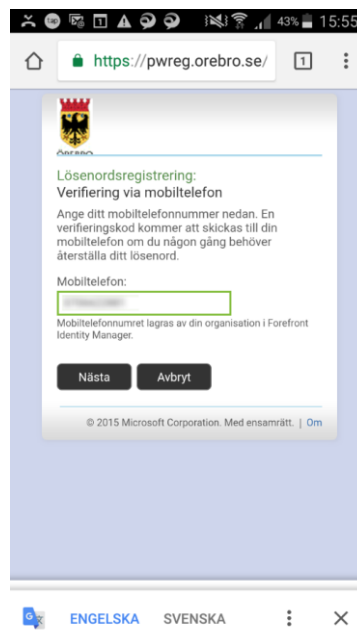 43% 15:55
https://pwreg.orebro.se/ 1
ÖREBRO
Lösenordsregistrering:
Verifiering via mobiltelefon
Ange ditt mobiltelefonnummer nedan. En
verifieringskod kommer att skickas till din
mobiltelefon om du någon gång behöver
återställa ditt lösenord.
Mobiltelefon:
Mobiltelefonnumret lagras av din organisation i Forefront
Identity Manager.
Nästa Avbryt
© 2015 Microsoft Corporation. Med ensamrätt. | Om
ENGELSKA SVENSKA